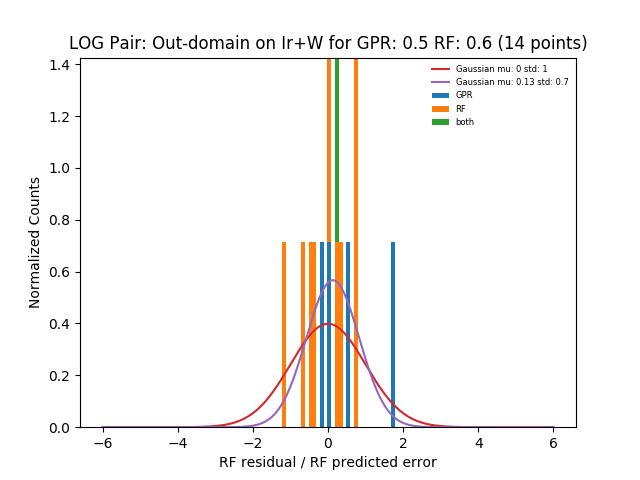 LOG Pair: Out-domain on Ir+W for GPR: 0.5 RF: 0.6 (14 points)
Normalized Counts
1.4
1.2
1.0
0.8
0.6
0.4
0.2
0.0
Gaussian mu: 0 std: 1
Gaussian mu: 0.13 std: 0.7
GPR
RF
both
−6 −4 −2 0 2 4 6
RF residual / RF predicted error